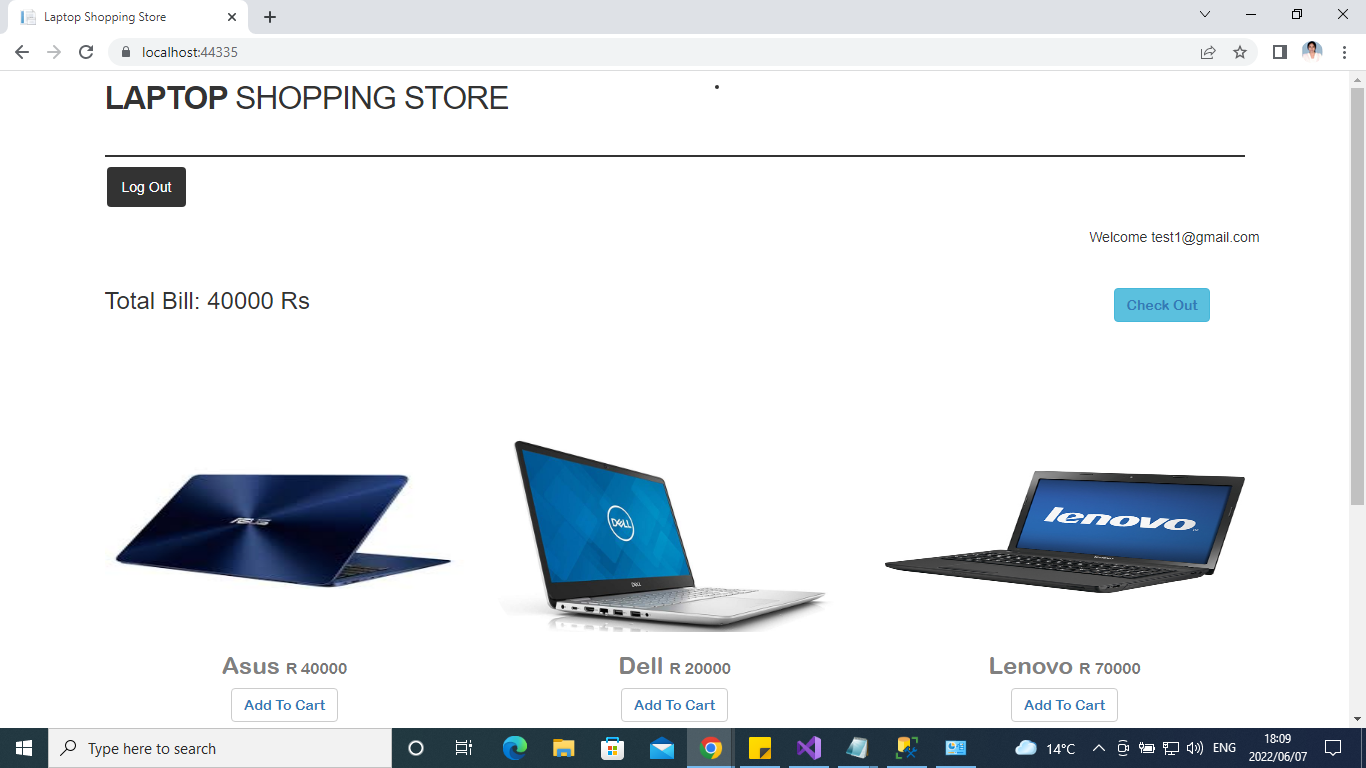 Laptop Shopping Store
localhost:44335
LAPTOP SHOPPING STORE
Log Out
Welcome test1@gmail.com
Total Bill: 40000 Rs
Check Out
ASUS
DELL
DELL
lenovo
Asus R 40000
Dell R 20000
Lenovo R 70000
Add To Cart
Add To Cart
Add To Cart
Type here to search
14°C
ENG
18:09
2022/06/07